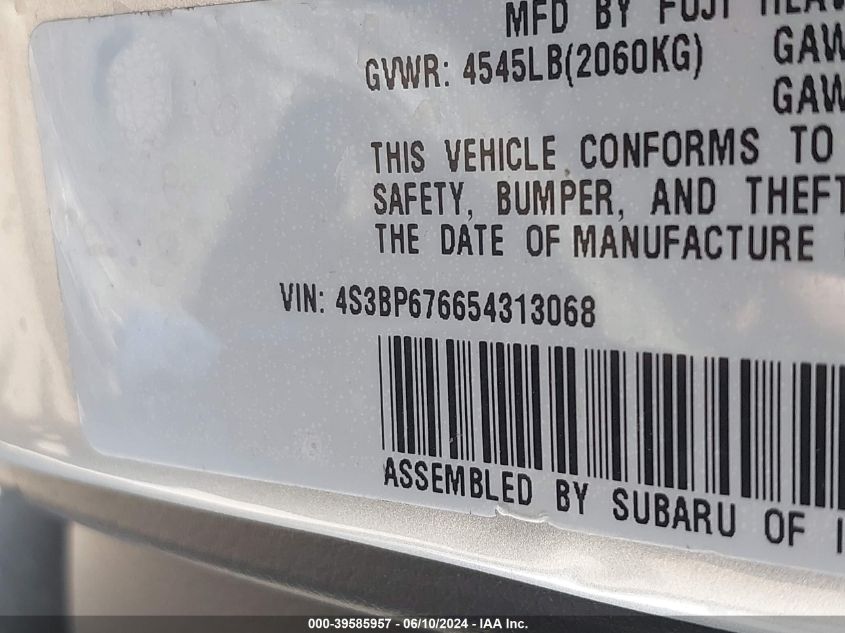 MFD BY FUJI HEAV
GVWR: 4545LB(2060KG) GAW
GAW
THIS VEHICLE CONFORMS TO
SAFETY, BUMPER, AND THEFT
THE DATE OF MANUFACTURE
VIN: 4S3BP676654313068
ASSEMBLED BY SUBARU OF I
000-39585957 - 06/10/2024 - IAA Inc.